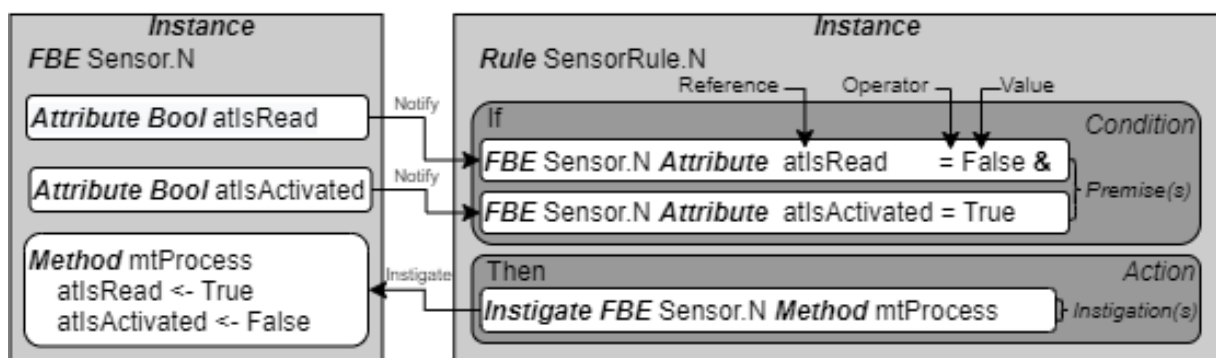 Instance
FBE Sensor.N
Attribute Bool atIsRead
Attribute Bool atIsActivated
Method mtProcess
atIsRead <- True
atIsActivated <- False
Notify
Notify
Instigate
Instance
Rule SensorRule.N
Reference Operator Value
If
Condition
FBE Sensor.N Attribute atIsRead = False &
FBE Sensor.N Attribute atIsActivated = True
Premise(s)
Then
Action
Instigate FBE Sensor.N Method mtProcess
Instigation(s)